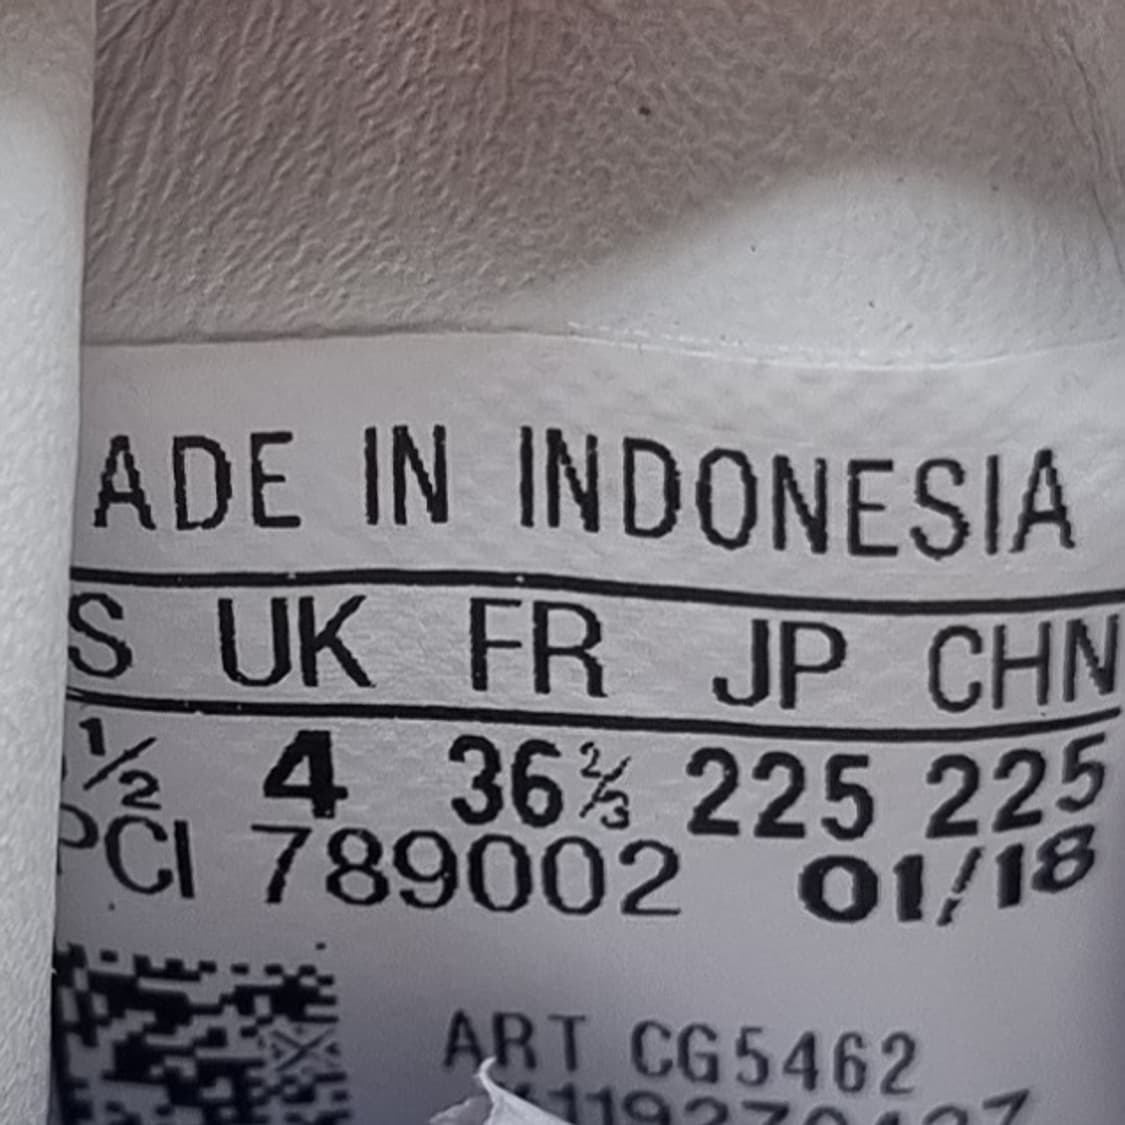 ADE IN INDONESIA
S UK FR JP CHN
½ 4 36⅔ 225 225
PCI 789002 01/18
ART CG5462